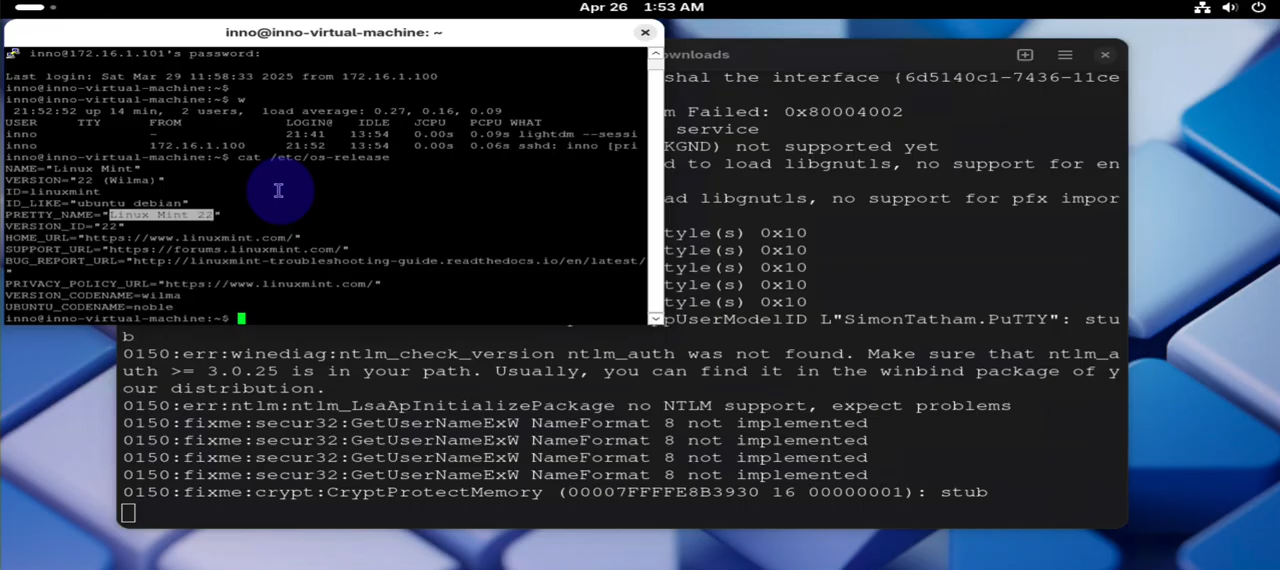 Apr 26 1:53 AM
inno@inno-virtual-machine: ~
inno@172.16.1.101's password:
Last login: Sat Mar 29 11:58:33 2025 from 172.16.1.100
inno@inno-virtual-machine:~$
inno@inno-virtual-machine:~$ w
21:52:52 up 14 min, 2 users, load average: 0.27, 0.16, 0.09
USER TTY FROM LOGIN@ IDLE JCPU PCPU WHAT
inno - 21:41 13:54 0.00s 0.09s lightdm --sessi
inno 172.16.1.100 21:52 13:54 0.00s 0.06s sshd: inno [pri
inno@inno-virtual-machine:~$ cat /etc/os-release
NAME="Linux Mint"
VERSION="22 (Wilma)"
ID=linuxmint
ID_LIKE="ubuntu debian"
PRETTY_NAME="Linux Mint 22"
VERSION_ID="22"
HOME_URL="https://www.linuxmint.com/"
SUPPORT_URL="https://forums.linuxmint.com/"
BUG_REPORT_URL="http://linuxmint-troubleshooting-guide.readthedocs.io/en/latest/
"
PRIVACY_POLICY_URL="https://www.linuxmint.com/"
VERSION_CODENAME=wilma
UBUNTU_CODENAME=noble
inno@inno-virtual-machine:~$
ownloads
shal the interface {6d5140c1-7436-11ce
m Failed: 0x80004002
service
KGND) not supported yet
d to load libgnutls, no support for en
ad libgnutls, no support for pfx impor
tyle(s) 0x10
tyle(s) 0x10
tyle(s) 0x10
tyle(s) 0x10
tyle(s) 0x10
ppUserModelID L"SimonTatham.PuTTY": stu
b
0150:err:winediag:ntlm_check_version ntlm_auth was not found. Make sure that ntlm_a
uth >= 3.0.25 is in your path. Usually, you can find it in the winbind package of y
our distribution.
0150:err:ntlm:ntlm_LsaApInitializePackage no NTLM support, expect problems
0150:fixme:secur32:GetUserNameExW NameFormat 8 not implemented
0150:fixme:secur32:GetUserNameExW NameFormat 8 not implemented
0150:fixme:secur32:GetUserNameExW NameFormat 8 not implemented
0150:fixme:secur32:GetUserNameExW NameFormat 8 not implemented
0150:fixme:crypt:CryptProtectMemory (00007FFFFE8B3930 16 00000001): stub